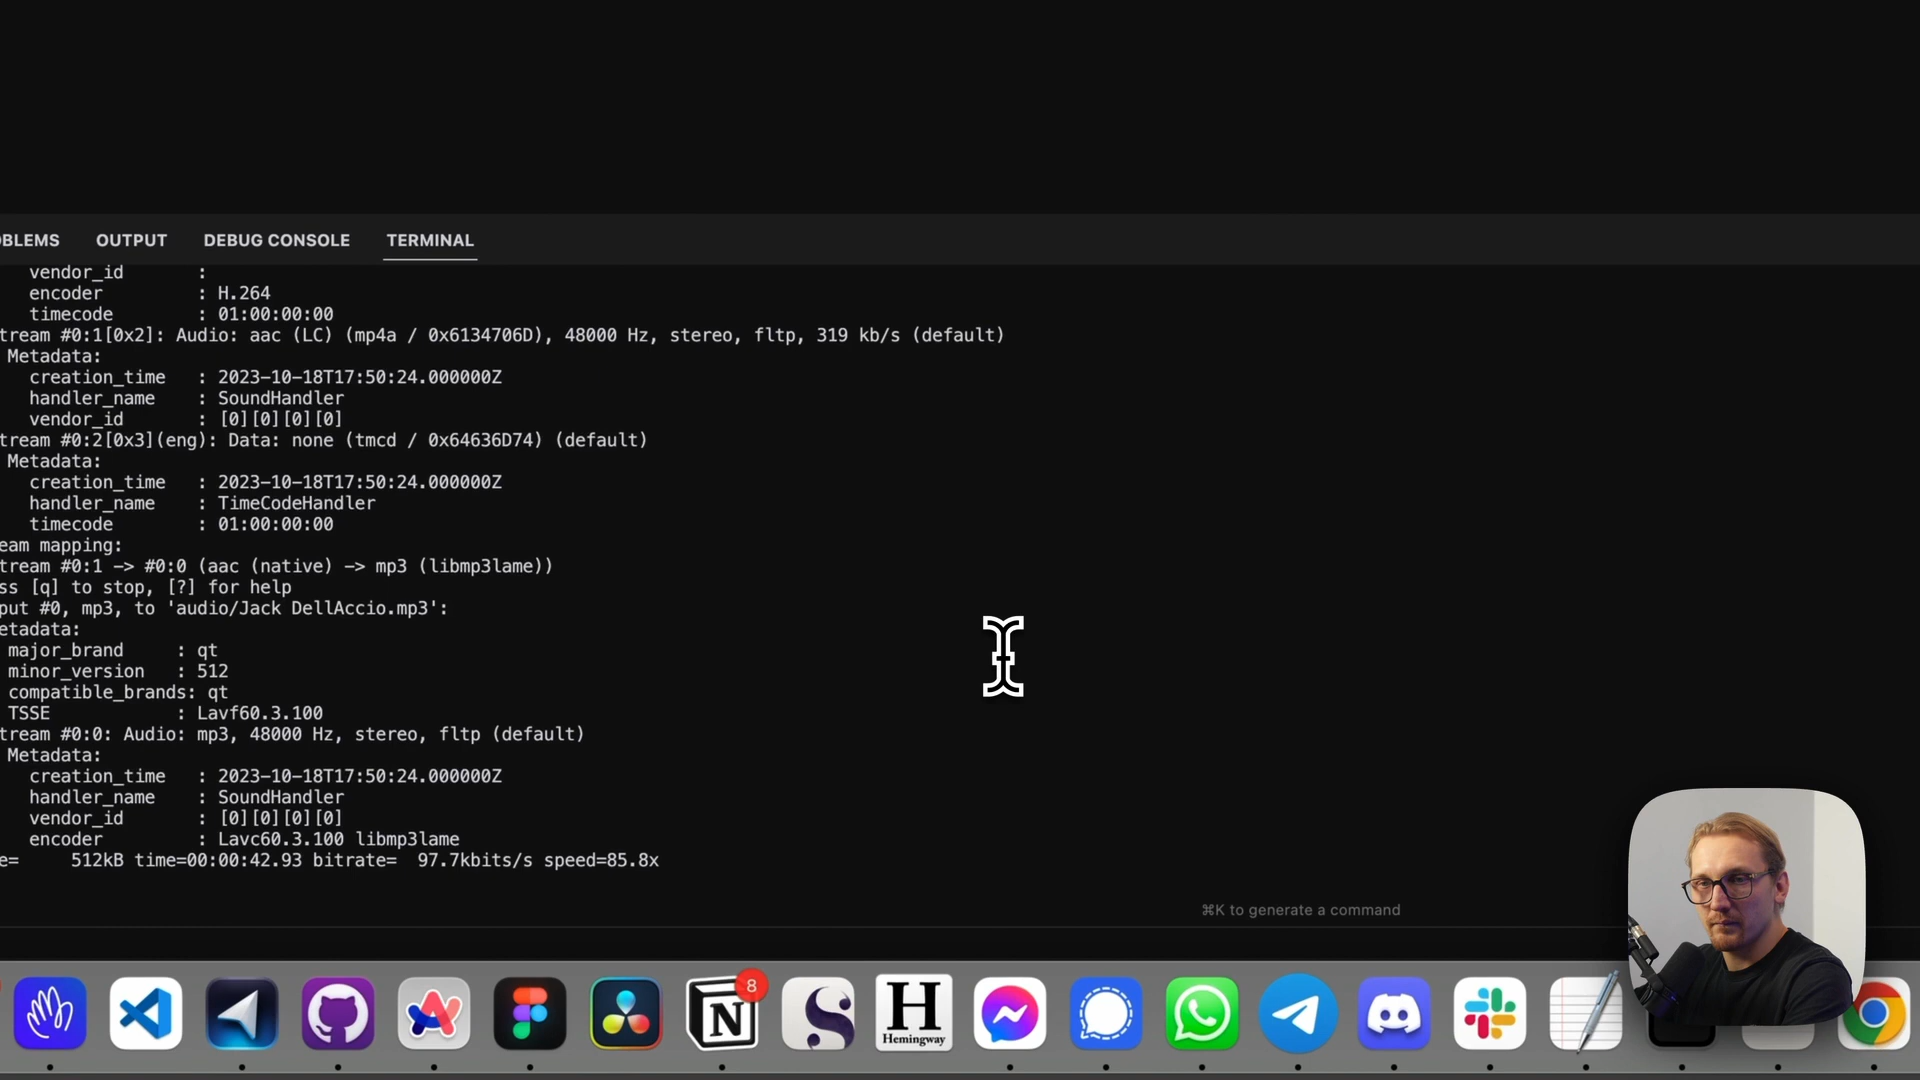 OBLEMS OUTPUT DEBUG CONSOLE TERMINAL
vendor_id :
encoder : H.264
timecode : 01:00:00:00
tream #0:1[0x2]: Audio: aac (LC) (mp4a / 0x6134706D), 48000 Hz, stereo, fltp, 319 kb/s (default)
Metadata:
creation_time : 2023-10-18T17:50:24.000000Z
handler_name : SoundHandler
vendor_id : [0][0][0][0]
tream #0:2[0x3](eng): Data: none (tmcd / 0x64636D74) (default)
Metadata:
creation_time : 2023-10-18T17:50:24.000000Z
handler_name : TimeCodeHandler
timecode : 01:00:00:00
eam mapping:
tream #0:1 -> #0:0 (aac (native) -> mp3 (libmp3lame))
ss [q] to stop, [?] for help
put #0, mp3, to 'audio/Jack DellAccio.mp3':
etadata:
major_brand : qt
minor_version : 512
compatible_brands: qt
TSSE : Lavf60.3.100
tream #0:0: Audio: mp3, 48000 Hz, stereo, fltp (default)
Metadata:
creation_time : 2023-10-18T17:50:24.000000Z
handler_name : SoundHandler
vendor_id : [0][0][0][0]
encoder : Lavc60.3.100 libmp3lame
e= 512kB time=00:00:42.93 bitrate= 97.7kbits/s speed=85.8x
⌘K to generate a command
8
N
S
H
Hemingway